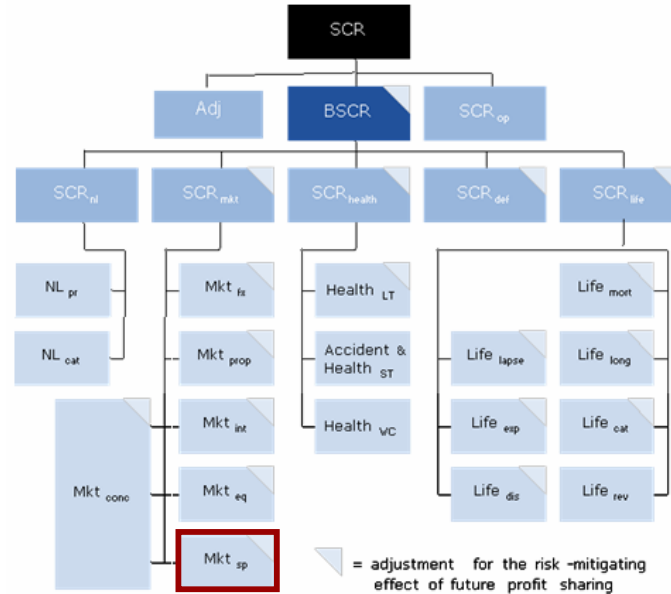 SCR
Adj
BSCR
SCR op
SCR nl
SCR mkt
SCR health
SCR def
SCR life
NL pr
Mkt fx
Health LT
Life mort
NL cat
Mkt prop
Accident &
Health ST
Life lapse
Life long
Mkt conc
Mkt int
Health WC
Life exp
Life cat
Mkt eq
Life dis
Life rev
Mkt sp
= adjustment for the risk -mitigating
effect of future profit sharing